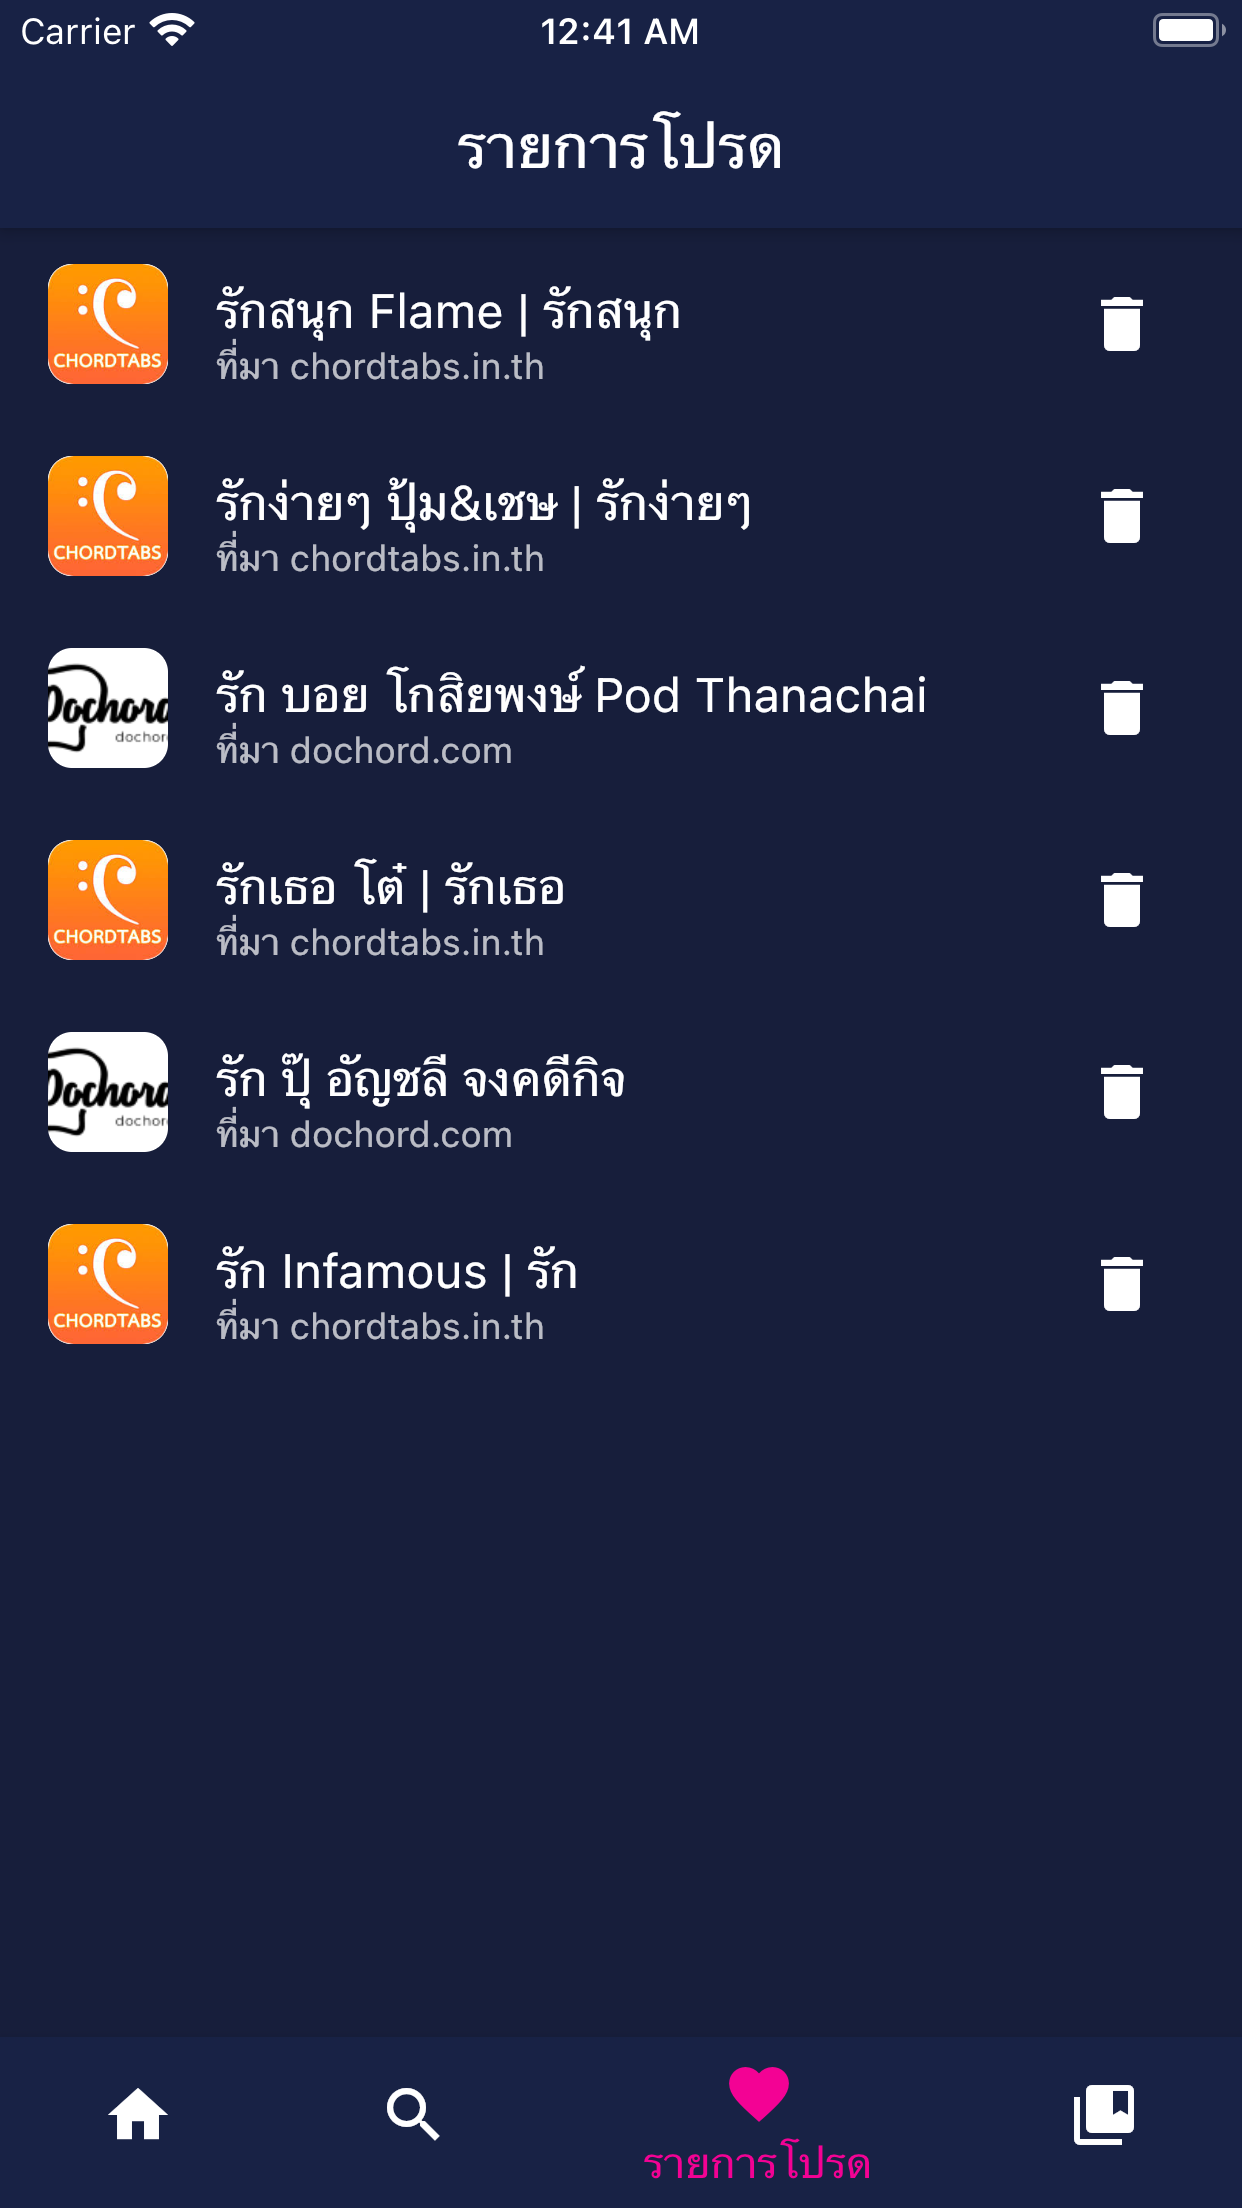 Carrier 12:41 AM
รายการโปรด
CHORDTABS
รักสนุก Flame | รักสนุก
ที่มา chordtabs.in.th
CHORDTABS
รักง่ายๆ ปุ้ม&เชษ | รักง่ายๆ
ที่มา chordtabs.in.th
Dochord
dochor
รัก บอย โกสิยพงษ์ Pod Thanachai
ที่มา dochord.com
CHORDTABS
รักเธอ โต๋ | รักเธอ
ที่มา chordtabs.in.th
Dochord
dochor
รัก ปุ๊ อัญชลี จงคดีกิจ
ที่มา dochord.com
CHORDTABS
รัก Infamous | รัก
ที่มา chordtabs.in.th
รายการโปรด